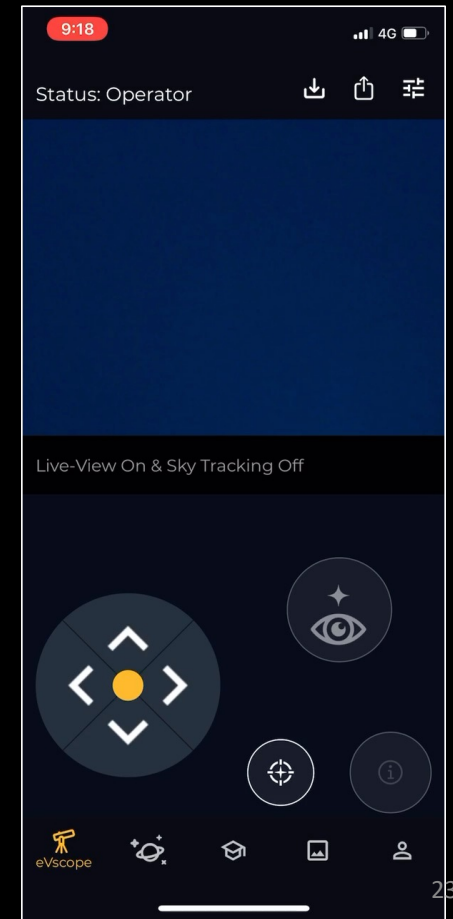 9:18
4G
Status: Operator
Live-View On & Sky Tracking Off
eVscope
23